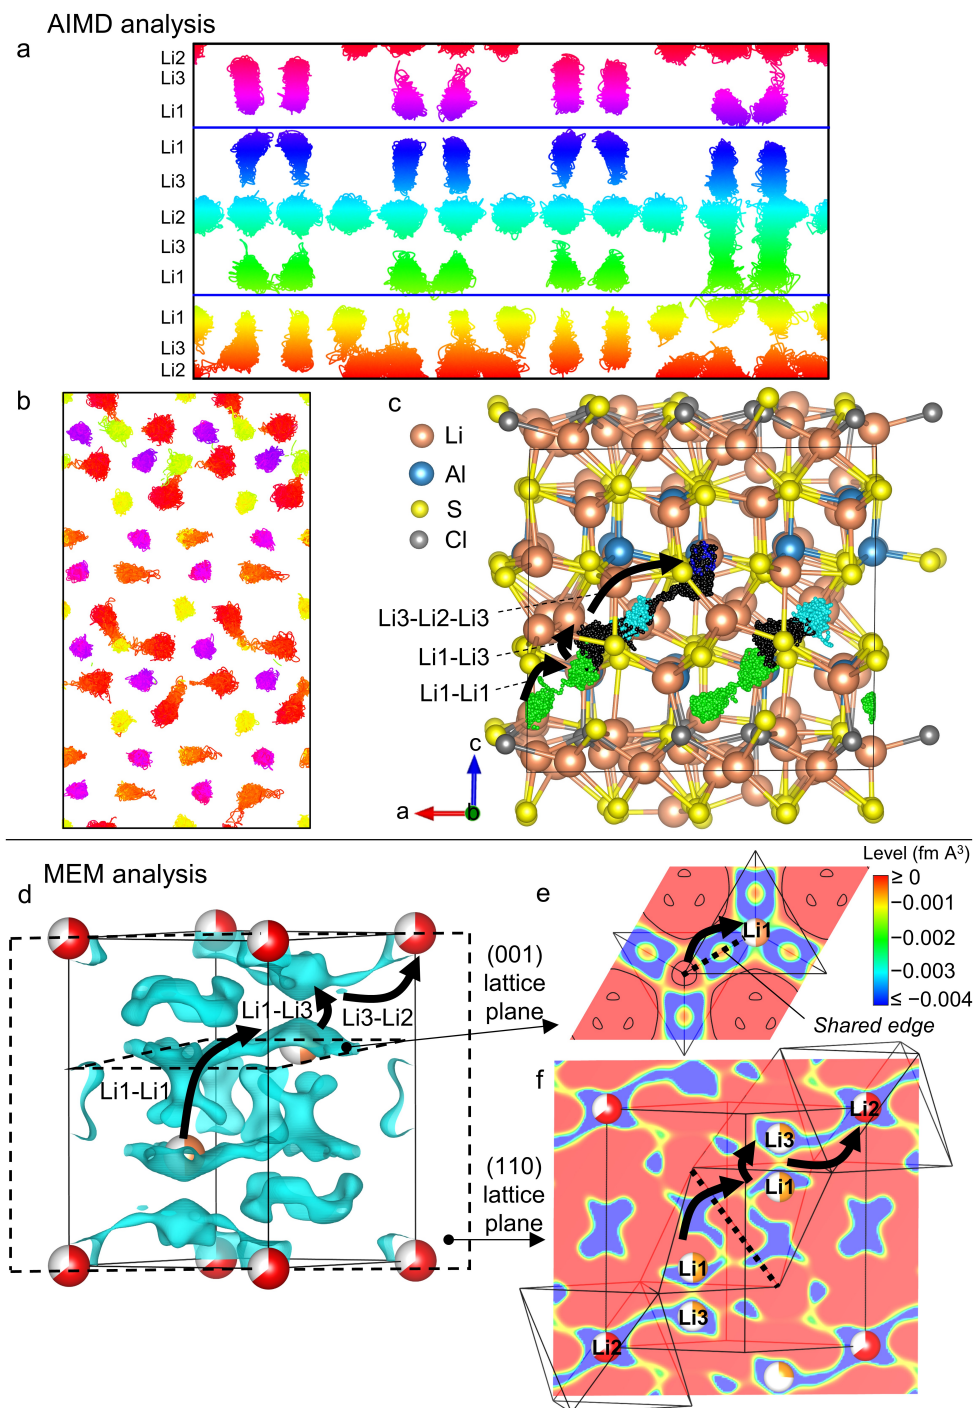 AIMD analysis
a
Li2
Li3
Li1
Li1
Li3
Li2
Li3
Li1
Li1
Li3
Li2
b
c
Li
Al
S
Cl
Li3-Li2-Li3
Li1-Li3
Li1-Li1
c
a
b
MEM analysis
d
Li1-Li3
Li3-Li2
Li1-Li1
(001)
lattice
plane
(110)
lattice
plane
e
Li1
Level (fm A³)
≥ 0
−0.001
−0.002
−0.003
≤ −0.004
Shared edge
f
Li2
Li3
Li1
Li1
Li3
Li2